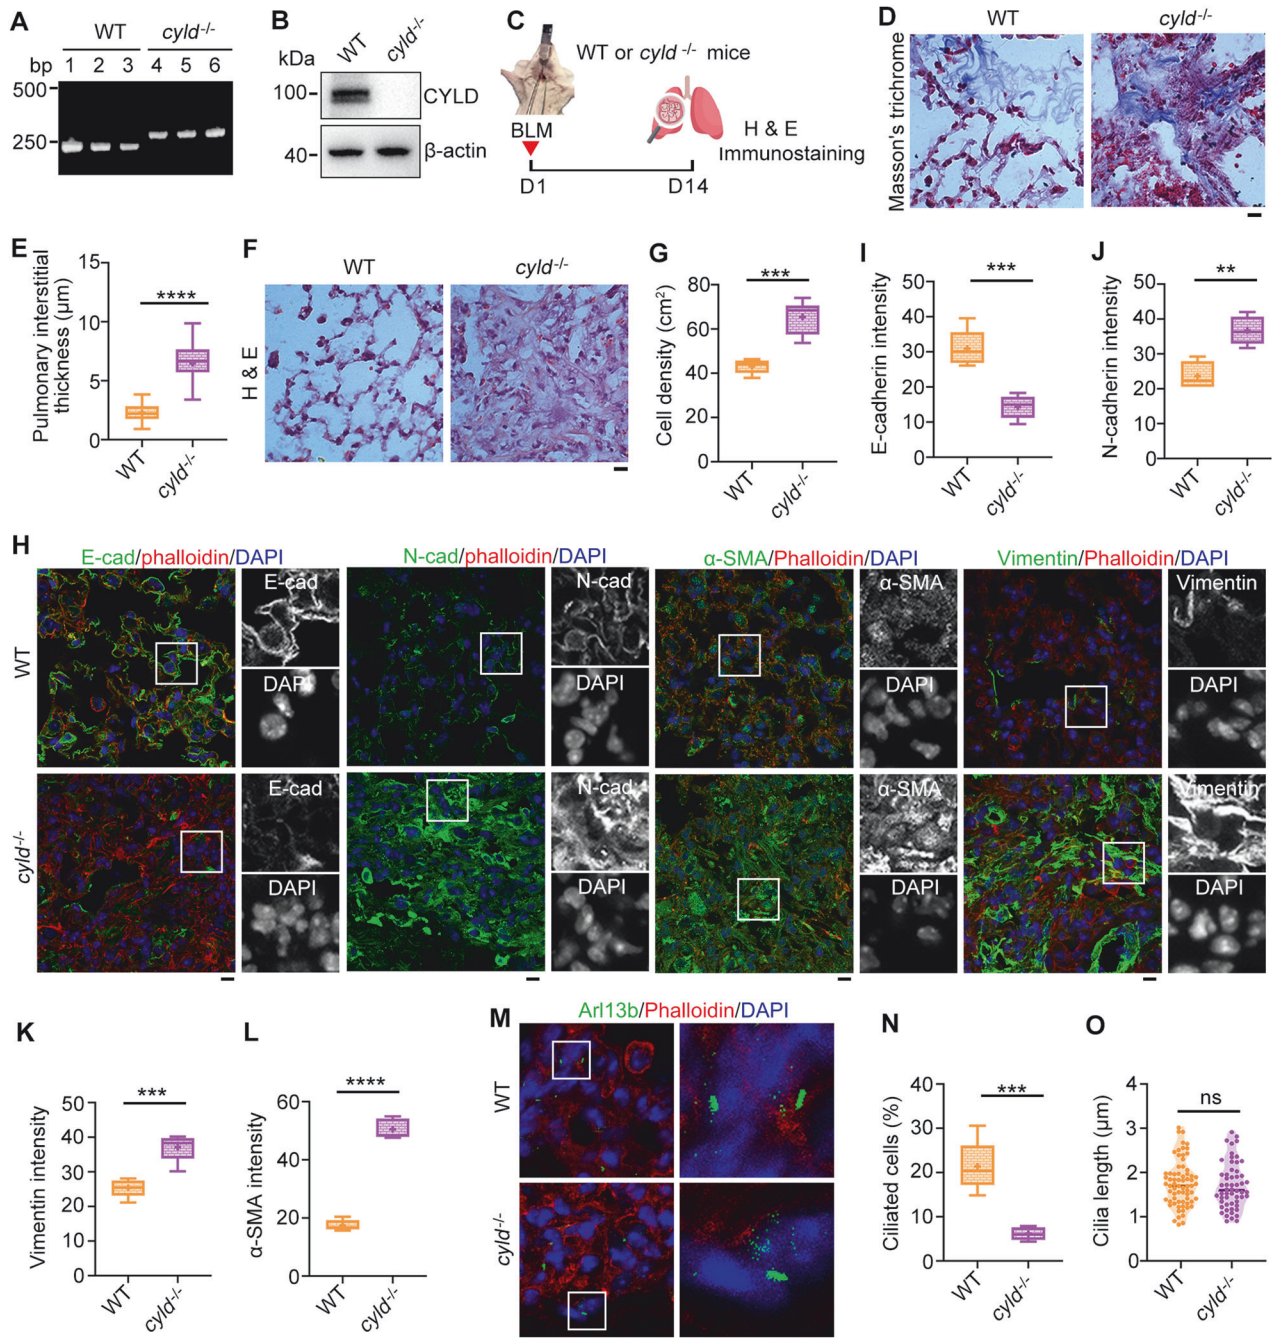 A
WT
cyld-/-
bp
1 2 3 4 5 6
500
250
B
kDa
WT
cyld-/-
100
CYLD
40
β-actin
C
WT or cyld -/- mice
BLM
H & E
Immunostaining
D1
D14
D
WT
cyld-/-
Masson's trichrome
E
Pulmonary interstitial
thickness (μm)
15
10
5
0
****
WT
cyld-/-
F
WT
cyld-/-
H & E
G
Cell density (cm²)
80
60
40
20
0
***
WT
cyld-/-
I
E-cadherin intensity
50
40
30
20
10
0
***
WT
cyld-/-
J
N-cadherin intensity
50
40
30
20
10
0
**
WT
cyld-/-
H
E-cad/phalloidin/DAPI
N-cad/phalloidin/DAPI
α-SMA/Phalloidin/DAPI
Vimentin/Phalloidin/DAPI
WT
E-cad
DAPI
N-cad
DAPI
α-SMA
DAPI
Vimentin
DAPI
cyld-/-
E-cad
DAPI
N-cad
DAPI
α-SMA
DAPI
Vimentin
DAPI
K
Vimentin intensity
50
40
30
20
10
0
***
WT
cyld-/-
L
α-SMA intensity
60
40
20
0
****
WT
cyld-/-
M
Arl13b/Phalloidin/DAPI
WT
cyld-/-
N
Ciliated cells (%)
40
30
20
10
0
***
WT
cyld-/-
O
Cilia length (μm)
4
3
2
1
0
ns
WT
cyld-/-